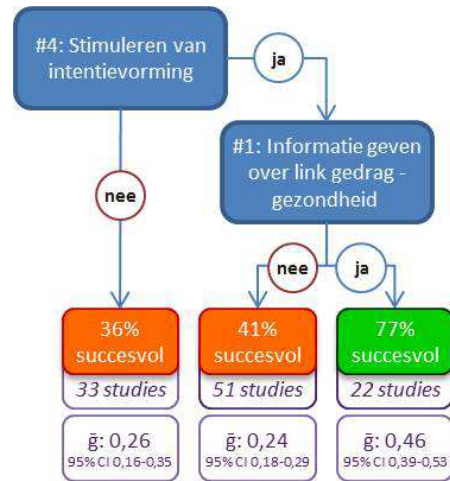 #4: Stimuleren van
intentievorming
ja
#1: Informatie geven
over link gedrag -
gezondheid
nee
nee
ja
36%
succesvol
33 studies
41%
succesvol
51 studies
77%
succesvol
22 studies
ḡ: 0,26
95% CI 0,16-0,35
ḡ: 0,24
95% CI 0,18-0,29
ḡ: 0,46
95% CI 0,39-0,53